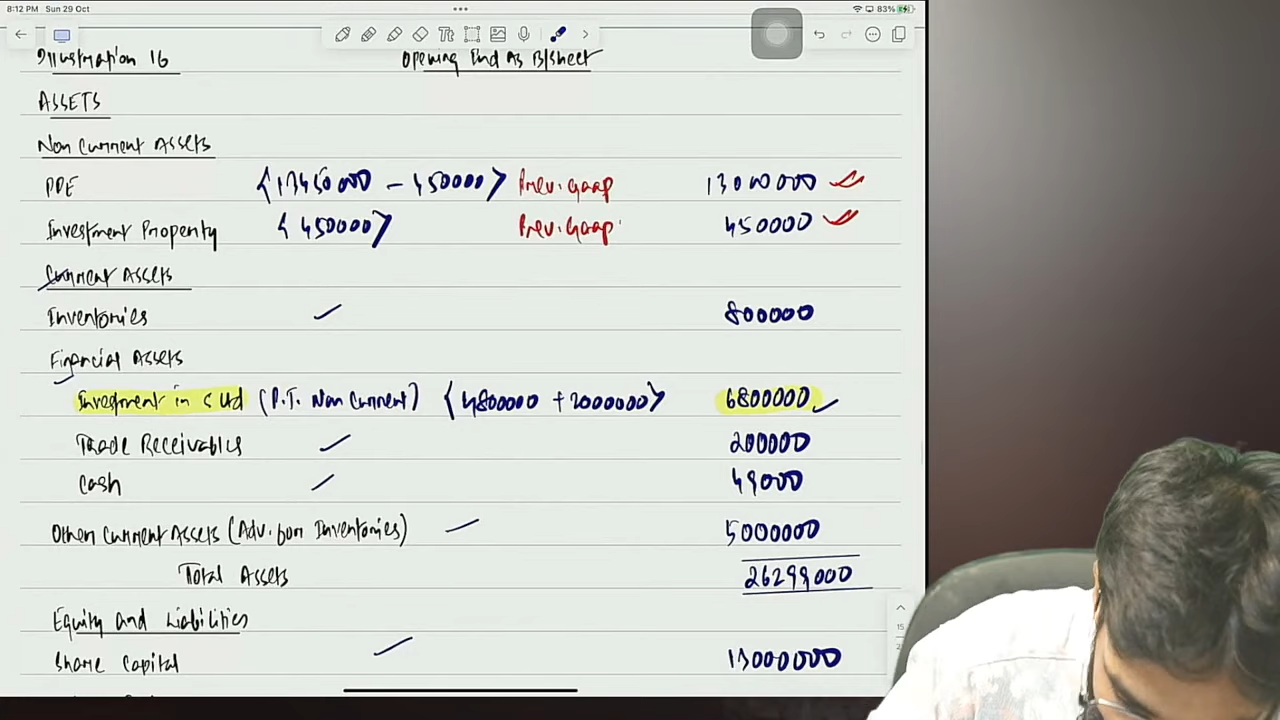 8:12 PM Sun 29 Oct
83%
Illustration 16 Opening Ind As B/Sheet
ASSETS
Non Current Assets
PPE <13450000 - 450000> Prev. Gaap 13000000
Investment Property <450000> Prev. Gaap 450000
Current Assets
Inventories 800000
Financial Assets
Investment in S Ltd (P.T. Non Current) <4800000 + 2000000> 6800000
Trade Receivables 200000
Cash 49000
Other Current Assets (Adv. for Inventories) 5000000
Total Assets 26299000
Equity and Liabilities
Share Capital 13000000